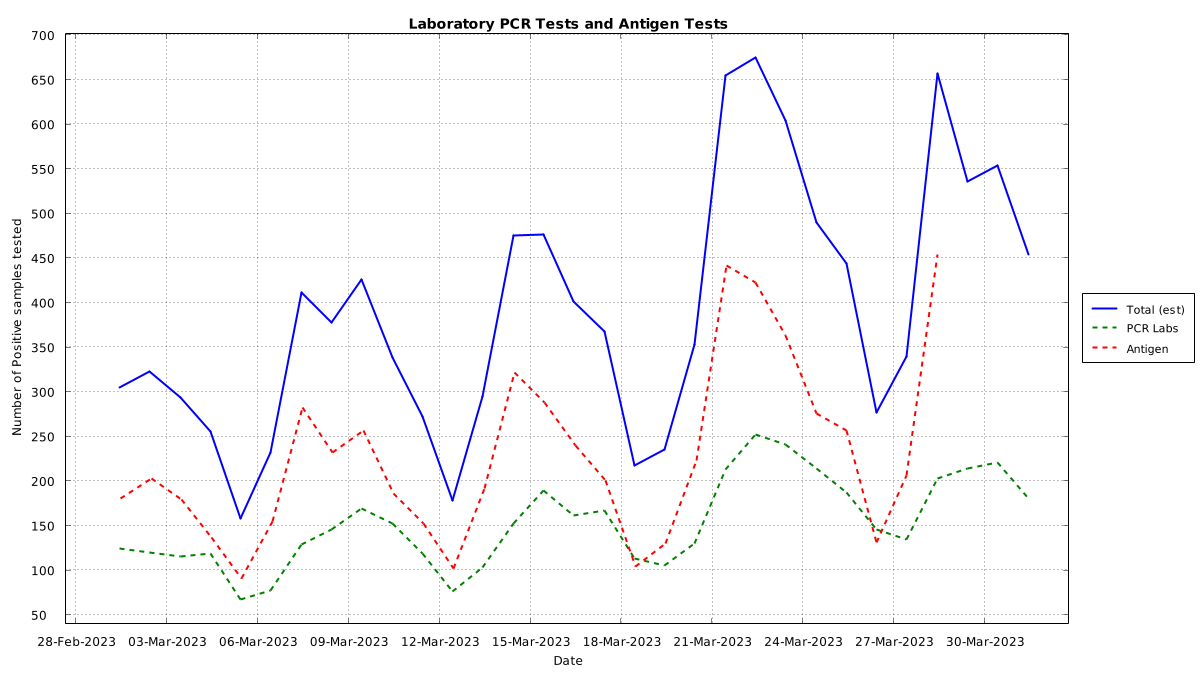 Laboratory PCR Tests and Antigen Tests
700
650
600
550
500
450
400
350
300
250
200
150
100
50
Number of Positive samples tested
28-Feb-2023 03-Mar-2023 06-Mar-2023 09-Mar-2023 12-Mar-2023 15-Mar-2023 18-Mar-2023 21-Mar-2023 24-Mar-2023 27-Mar-2023 30-Mar-2023
Date
Total (est)
PCR Labs
Antigen